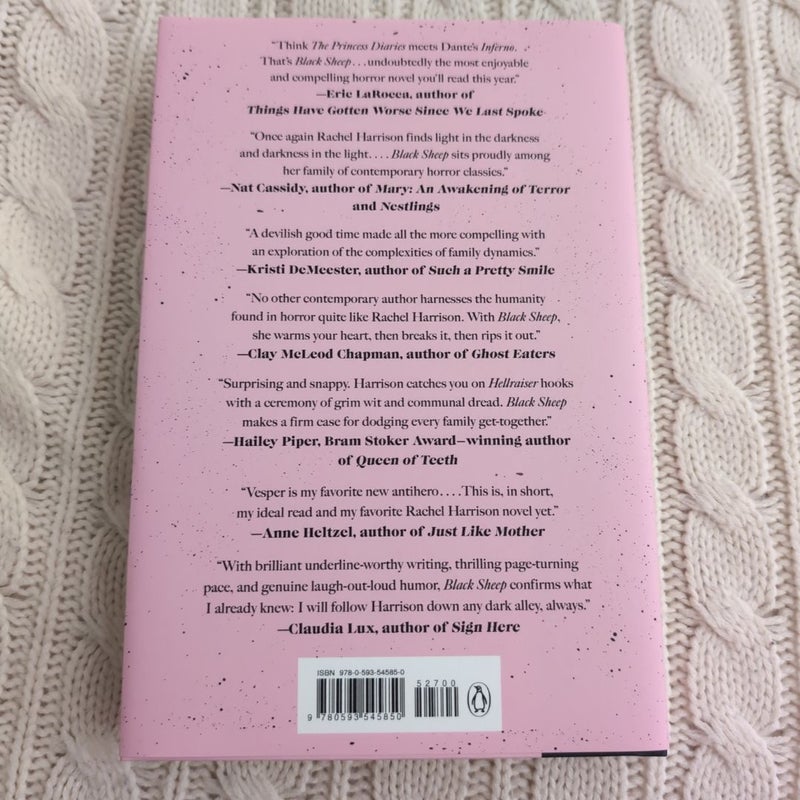 “Think The Princess Diaries meets Dante’s Inferno.
That’s Black Sheep . . . undoubtedly the most enjoyable
and compelling horror novel you’ll read this year.”
—Eric LaRocca, author of
Things Have Gotten Worse Since We Last Spoke
“Once again Rachel Harrison finds light in the darkness
and darkness in the light. . . . Black Sheep sits proudly among
her family of contemporary horror classics.”
—Nat Cassidy, author of Mary: An Awakening of Terror
and Nestlings
“A devilish good time made all the more compelling with
an exploration of the complexities of family dynamics.”
—Kristi DeMeester, author of Such a Pretty Smile
“No other contemporary author harnesses the humanity
found in horror quite like Rachel Harrison. With Black Sheep,
she warms your heart, then breaks it, then rips it out.”
—Clay McLeod Chapman, author of Ghost Eaters
“Surprising and snappy. Harrison catches you on Hellraiser hooks
with a ceremony of grim wit and communal dread. Black Sheep
makes a firm case for dodging every family get-together.”
—Hailey Piper, Bram Stoker Award–winning author
of Queen of Teeth
“Vesper is my favorite new antihero. . . . This is, in short,
my ideal read and my favorite Rachel Harrison novel yet.”
—Anne Heltzel, author of Just Like Mother
“With brilliant underline-worthy writing, thrilling page-turning
pace, and genuine laugh-out-loud humor, Black Sheep confirms what
I already knew: I will follow Harrison down any dark alley, always.”
—Claudia Lux, author of Sign Here
ISBN 978-0-593-54585-0
52700
9 780593 545850